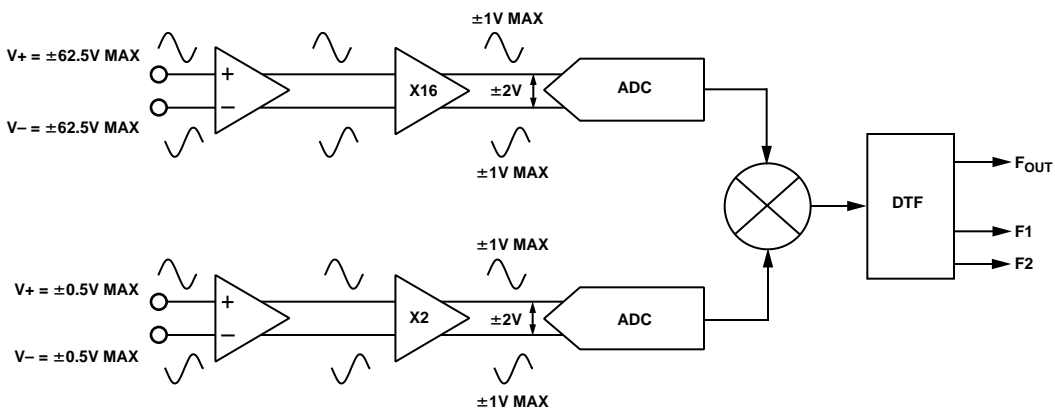 ±1V MAX
V+ = ±62.5V MAX
+
−
X16
±2V
ADC
V− = ±62.5V MAX
±1V MAX
DTF
FOUT
F1
F2
±1V MAX
V+ = ±0.5V MAX
+
−
X2
±2V
ADC
V− = ±0.5V MAX
±1V MAX